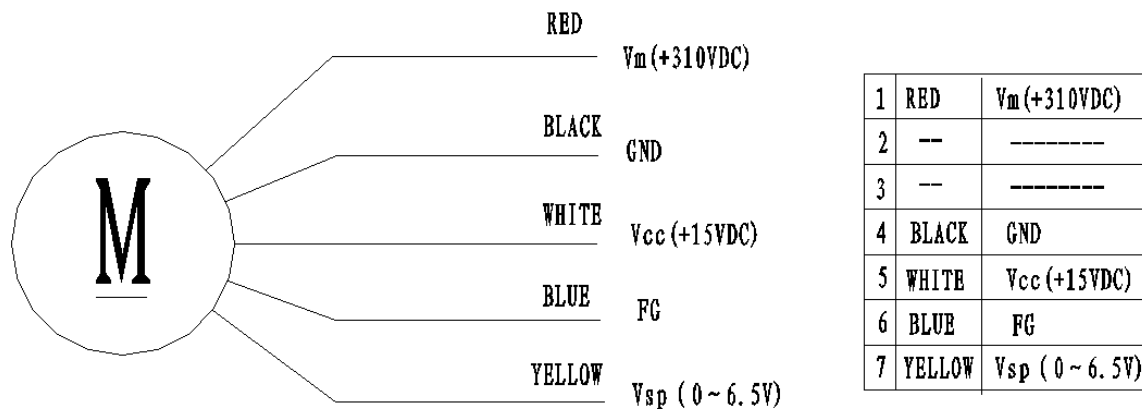 RED
Vm(+310VDC)
BLACK
GND
WHITE
Vcc(+15VDC)
BLUE
FG
YELLOW
Vsp(0~6.5V)
M
1 RED Vm(+310VDC)
2 -- --------
3 -- --------
4 BLACK GND
5 WHITE Vcc(+15VDC)
6 BLUE FG
7 YELLOW Vsp(0~6.5V)